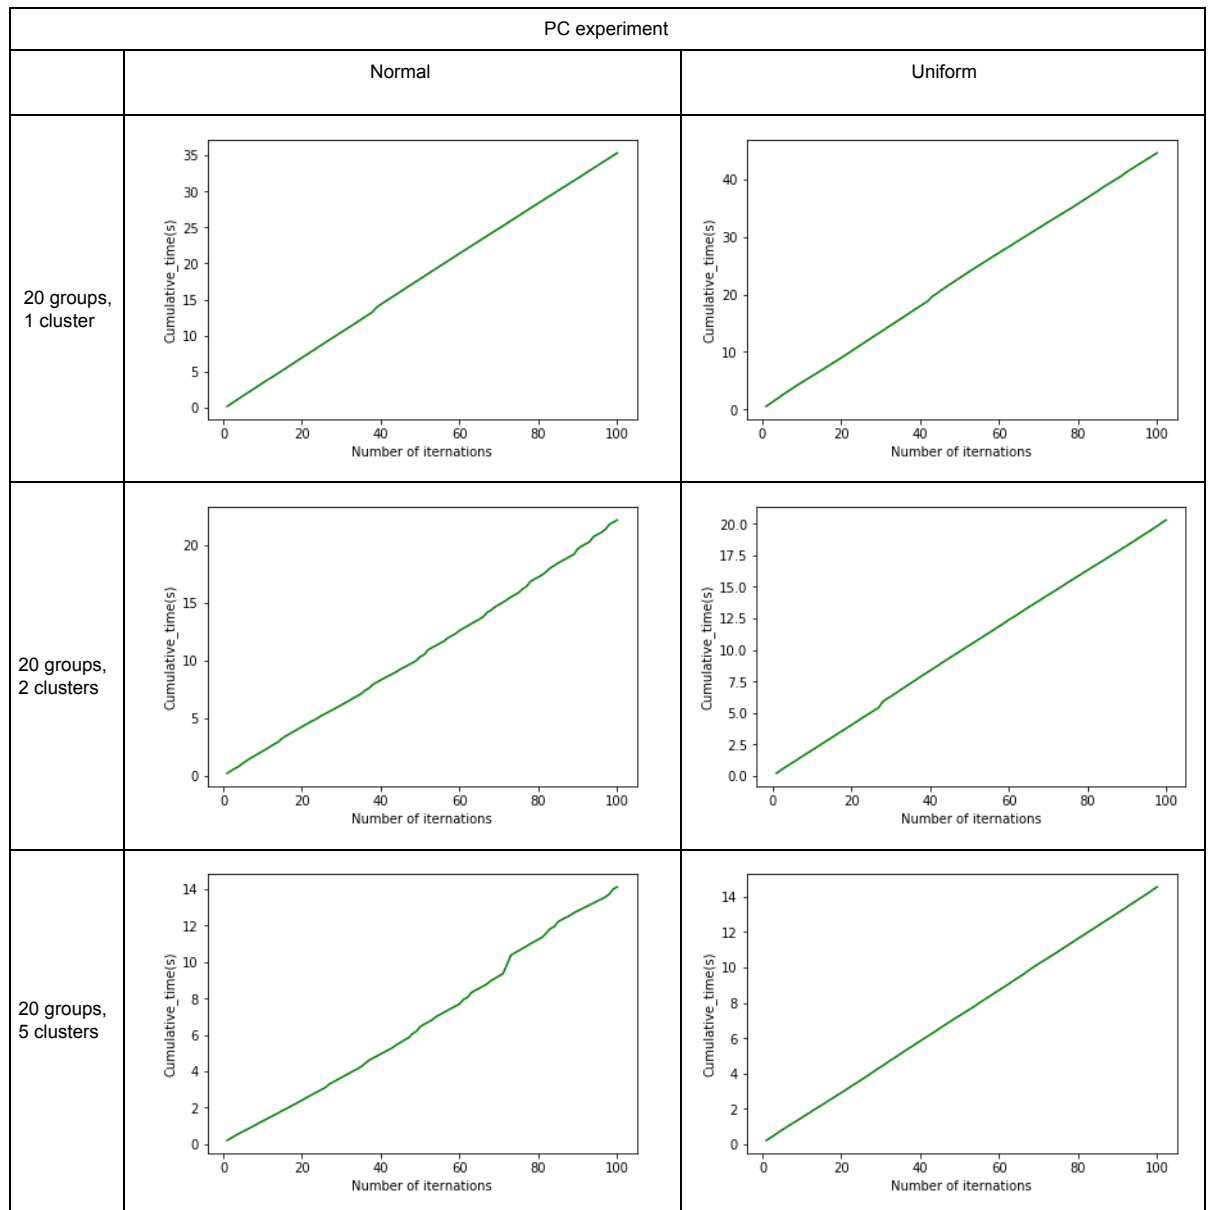 PC experiment
Normal
Uniform
20 groups,
1 cluster
35
30
25
20
15
10
5
0
Cumulative_time(s)
0 20 40 60 80 100
Number of iternations
40
30
20
10
0
Cumulative_time(s)
0 20 40 60 80 100
Number of iternations
20 groups,
2 clusters
20
15
10
5
0
Cumulative_time(s)
0 20 40 60 80 100
Number of iternations
20.0
17.5
15.0
12.5
10.0
7.5
5.0
2.5
0.0
Cumulative_time(s)
0 20 40 60 80 100
Number of iternations
20 groups,
5 clusters
14
12
10
8
6
4
2
0
Cumulative_time(s)
0 20 40 60 80 100
Number of iternations
14
12
10
8
6
4
2
0
Cumulative_time(s)
0 20 40 60 80 100
Number of iternations